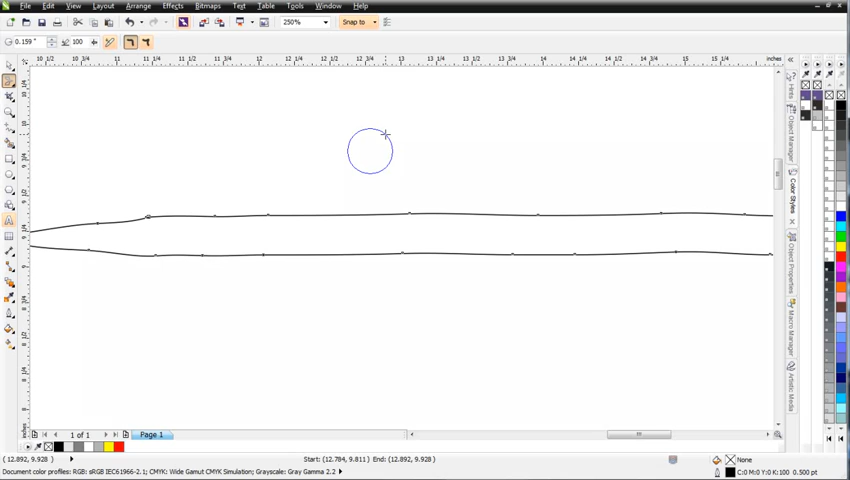 File Edit View Layout Arrange Effects Bitmaps Text Table Tools Window Help
250% Snap to
0.159 " 100
10 1/2 10 3/4 11 11 1/4 11 1/2 11 3/4 12 12 1/4 12 1/2 12 3/4 13 13 1/4 13 1/2 13 3/4 14 14 1/4 14 1/2 14 3/4 15 15 1/4 inches
Hints
Object Manager
Color Styles
Object Properties
Macro Manager
Artistic Media
inches
1 of 1 Page 1
( 12.892, 9.928 ) Start: (12.784, 9.811) End: (12.892, 9.928) None
Document color profiles: RGB: sRGB IEC61966-2.1; CMYK: Wide Gamut CMYK Simulation; Grayscale: Gray Gamma 2.2 C:0 M:0 Y:0 K:100 0.500 pt